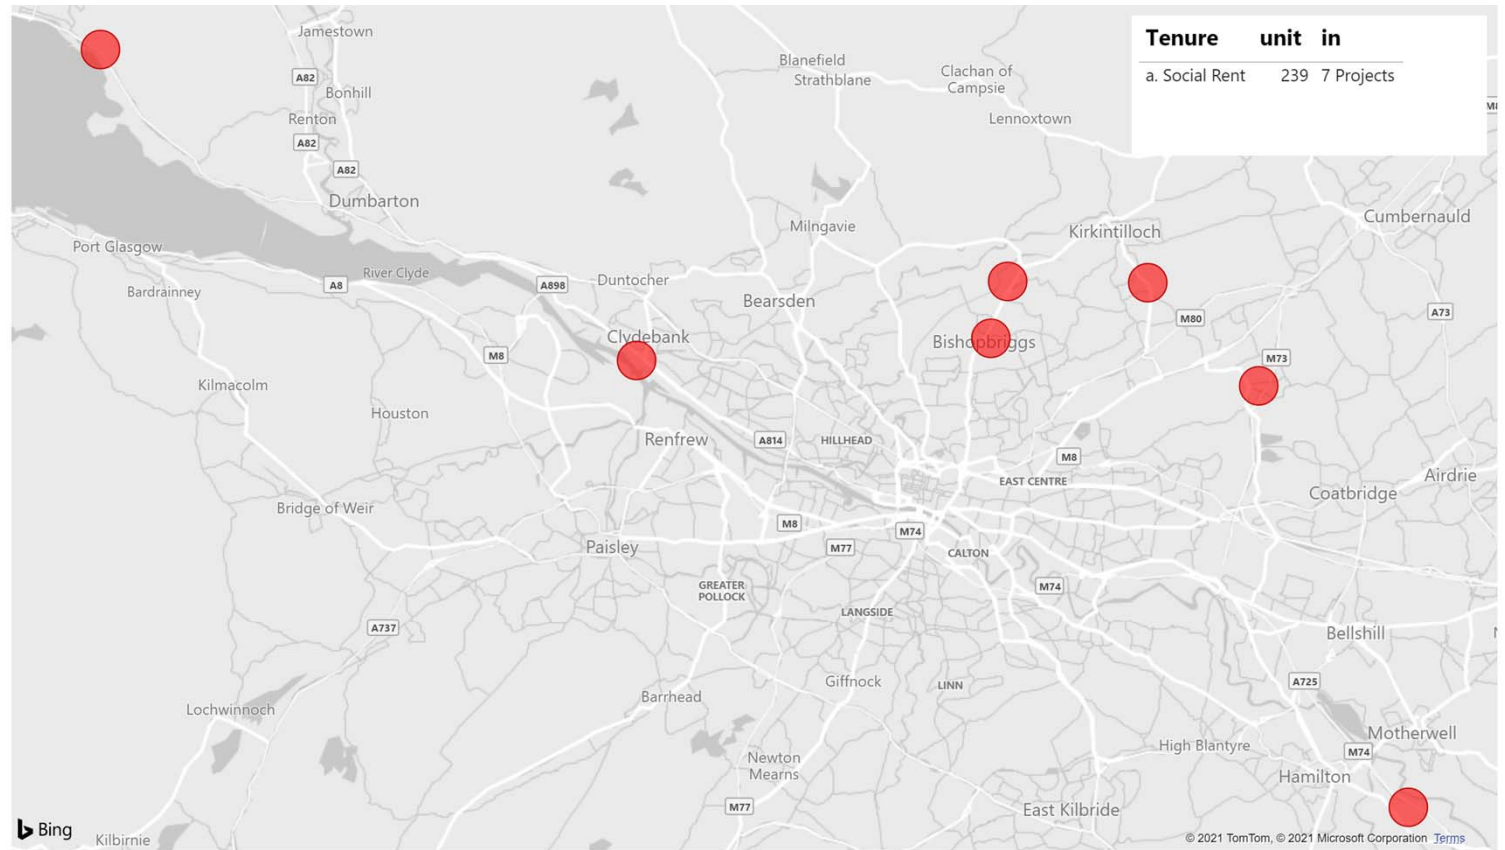 Tenure unit in
a. Social Rent 239 7 Projects
Jamestown
A82
Bonhill
Renton
A82
A82
Dumbarton
Blanefield
Strathblane
Clachan of
Campsie
Lennoxtown
Milngavie
Kirkintilloch
Cumbernauld
Port Glasgow
River Clyde
A8
Bardrainney
A898
Duntocher
Bearsden
M80
A73
Clydebank
Bishopbriggs
M8
M73
Kilmacolm
Houston
Renfrew
A814
HILLHEAD
M8
EAST CENTRE
Airdrie
Coatbridge
Bridge of Weir
M8
M74
Paisley
M77
CALTON
GREATER
POLLOCK
M74
LANGSIDE
A737
Bellshill
Giffnock
LINN
A725
Barrhead
Lochwinnoch
Motherwell
High Blantyre
M74
Newton
Mearns
Hamilton
M77
East Kilbride
Bing
Kilbirnie
© 2021 TomTom, © 2021 Microsoft Corporation Terms